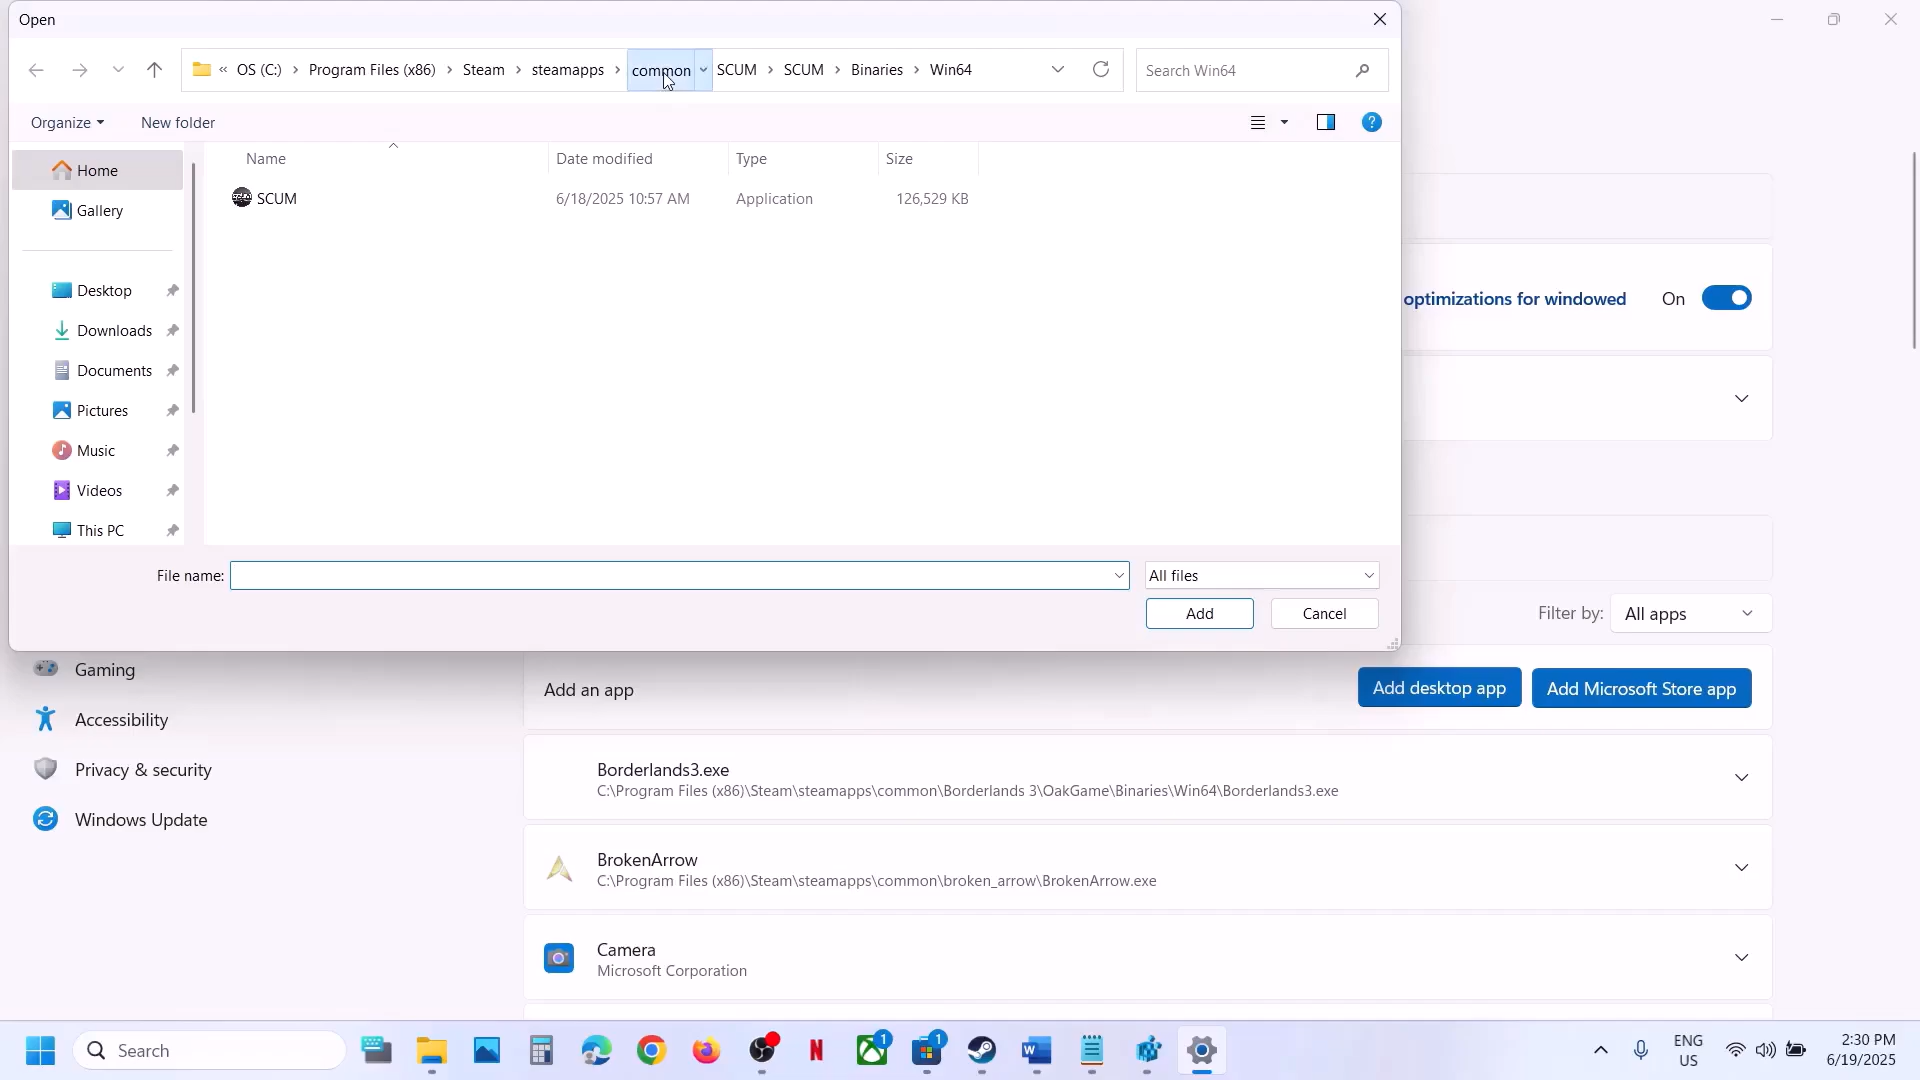 Open
« OS (C:) > Program Files (x86) > Steam > steamapps > common SCUM > SCUM > Binaries > Win64
Search Win64
Organize
New folder
Name
Date modified
Type
Size
Home
SCUM
6/18/2025 10:57 AM
Application
126,529 KB
Gallery
Desktop
Downloads
Documents
Pictures
Music
Videos
This PC
optimizations for windowed
On
File name:
All files
Add
Cancel
Filter by:
All apps
Gaming
Accessibility
Privacy & security
Windows Update
Add an app
Add desktop app
Add Microsoft Store app
Borderlands3.exe
C:\Program Files (x86)\Steam\steamapps\common\Borderlands 3\OakGame\Binaries\Win64\Borderlands3.exe
BrokenArrow
C:\Program Files (x86)\Steam\steamapps\common\broken_arrow\BrokenArrow.exe
Camera
Microsoft Corporation
Search
1
1
ENG
US
2:30 PM
6/19/2025